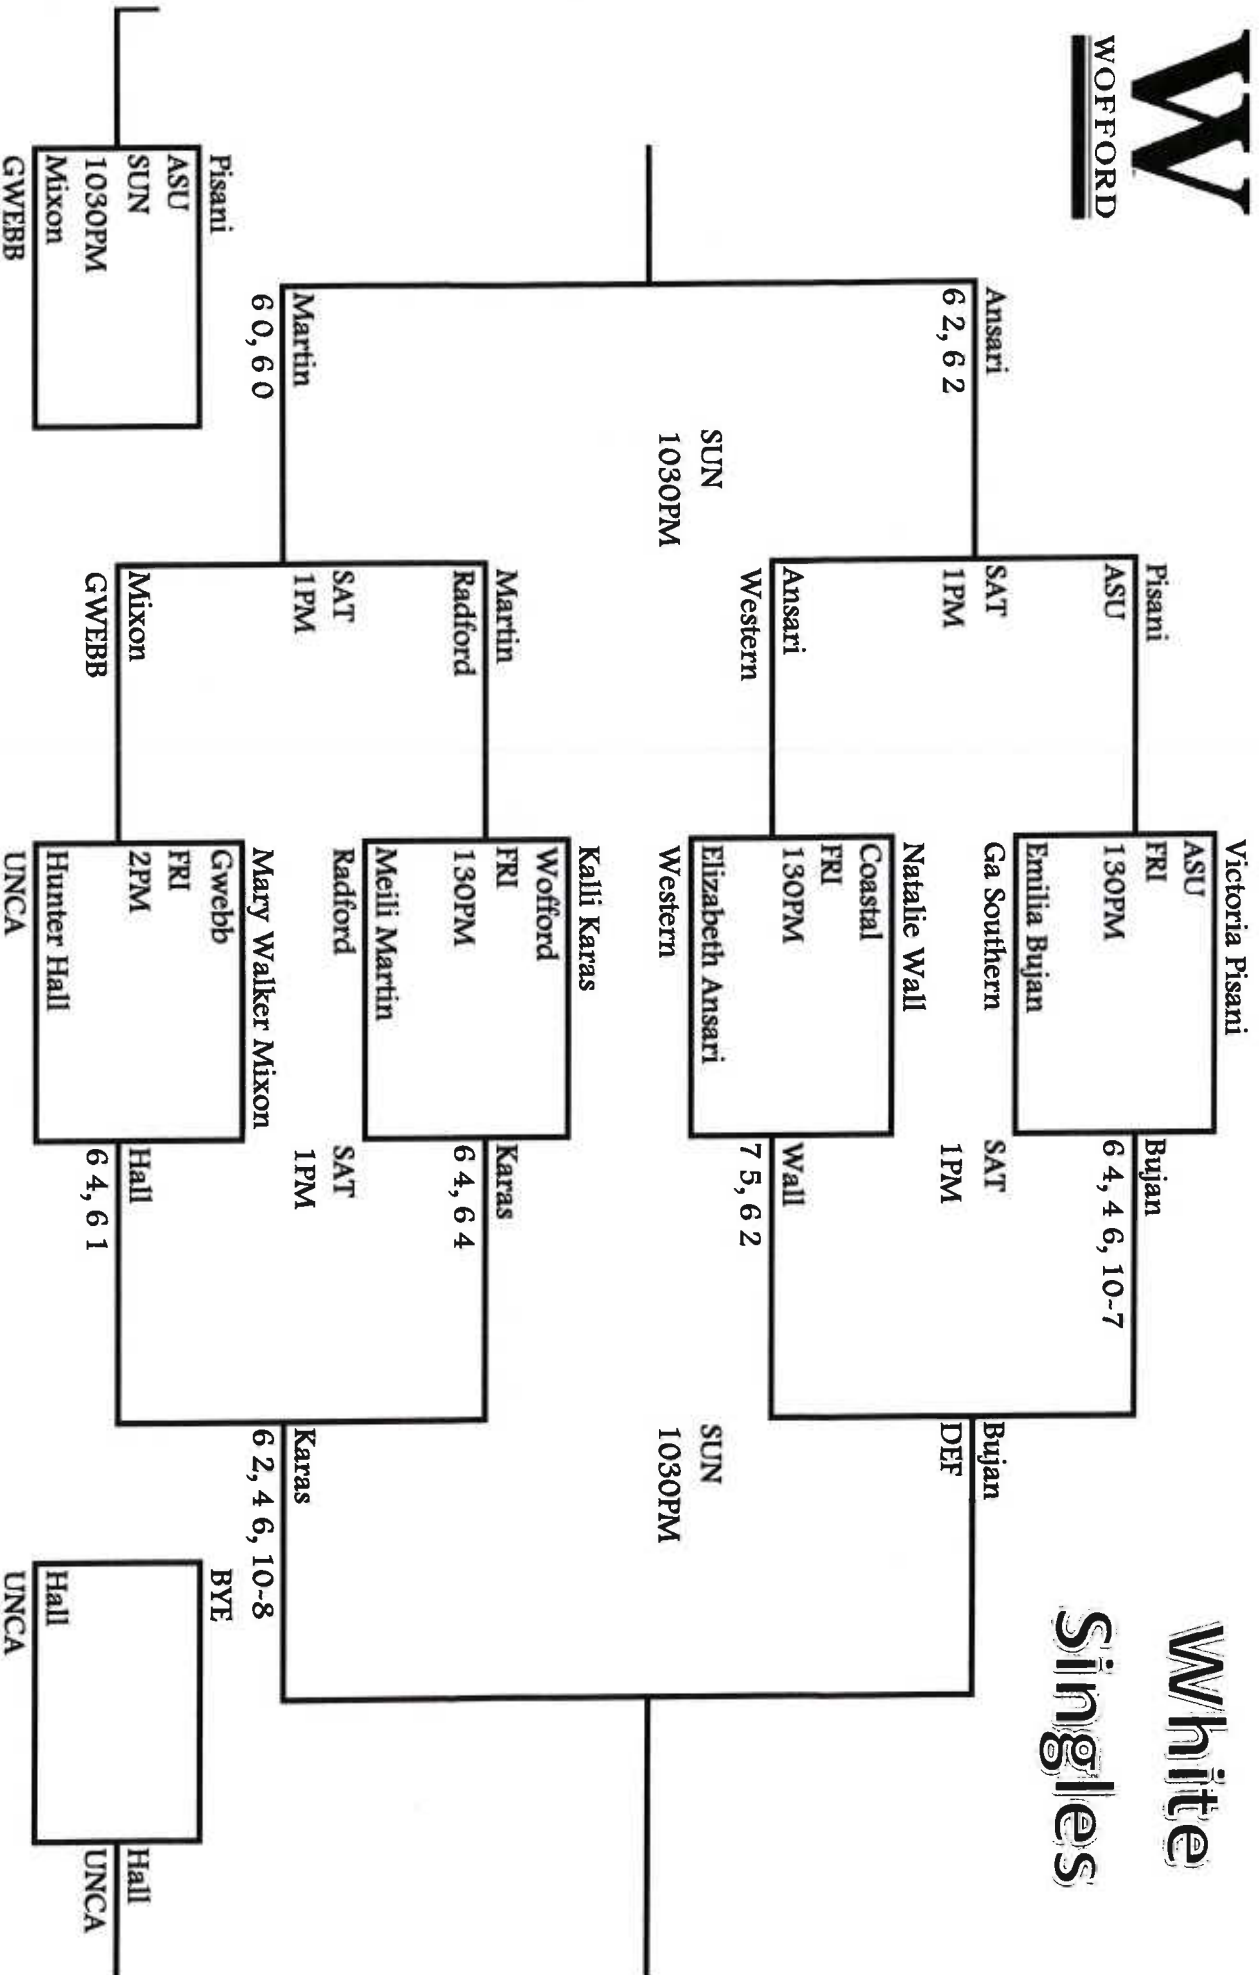 W
WOFFORD
White
Singles
Victoria Pisani
ASU
FRI
130PM
Emilia Bujan
Ga Southern
Pisani
ASU
SAT
1PM
Ansari
Western
Bujan
6 4, 4 6, 10~7
SAT
1PM
Natalie Wall
Coastal
FRI
130PM
Elizabeth Ansari
Western
Wall
7 5, 6 2
Ansari
6 2, 6 2
SUN
1030PM
Martin
6 0, 6 0
Bujan
DEF
SUN
1030PM
Karas
6 2, 4 6, 10~8
Kalli Karas
Wofford
FRI
130PM
Meili Martin
Radford
Martin
Radford
SAT
1PM
Mixon
GWEBB
Karas
6 4, 6 4
SAT
1PM
Mary Walker Mixon
Gwebb
FRI
2PM
Hunter Hall
UNCA
Hall
6 4, 6 1
Pisani
ASU
SUN
1030PM
Mixon
GWEBB
BYE
Hall
UNCA
Hall
UNCA